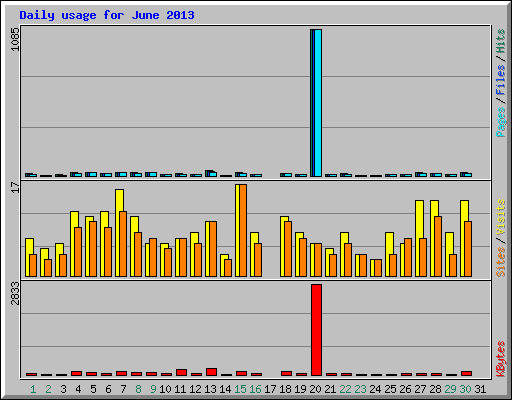 Daily usage for June 2013
1085
Pages / Files / Hits
17
Sites / Visits
2833
KBytes
1 2 3 4 5 6 7 8 9 10 11 12 13 14 15 16 17 18 19 20 21 22 23 24 25 26 27 28 29 30 31